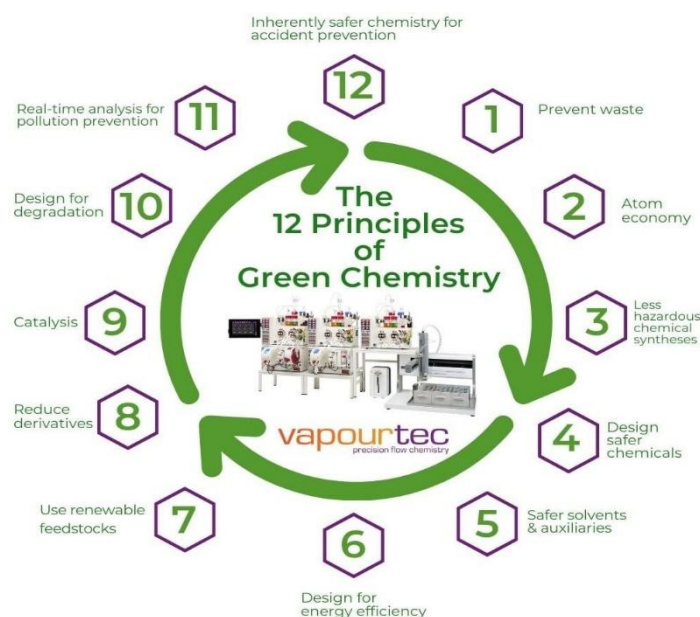 The
12 Principles
of
Green Chemistry
vapourtec
precision flow chemistry
1
Prevent waste
2
Atom
economy
3
Less
hazardous
chemical
syntheses
4
Design
safer
chemicals
5
Safer solvents
& auxiliaries
6
Design for
energy efficiency
7
Use renewable
feedstocks
8
Reduce
derivatives
9
Catalysis
10
Design for
degradation
11
Real-time analysis for
pollution prevention
12
Inherently safer chemistry for
accident prevention